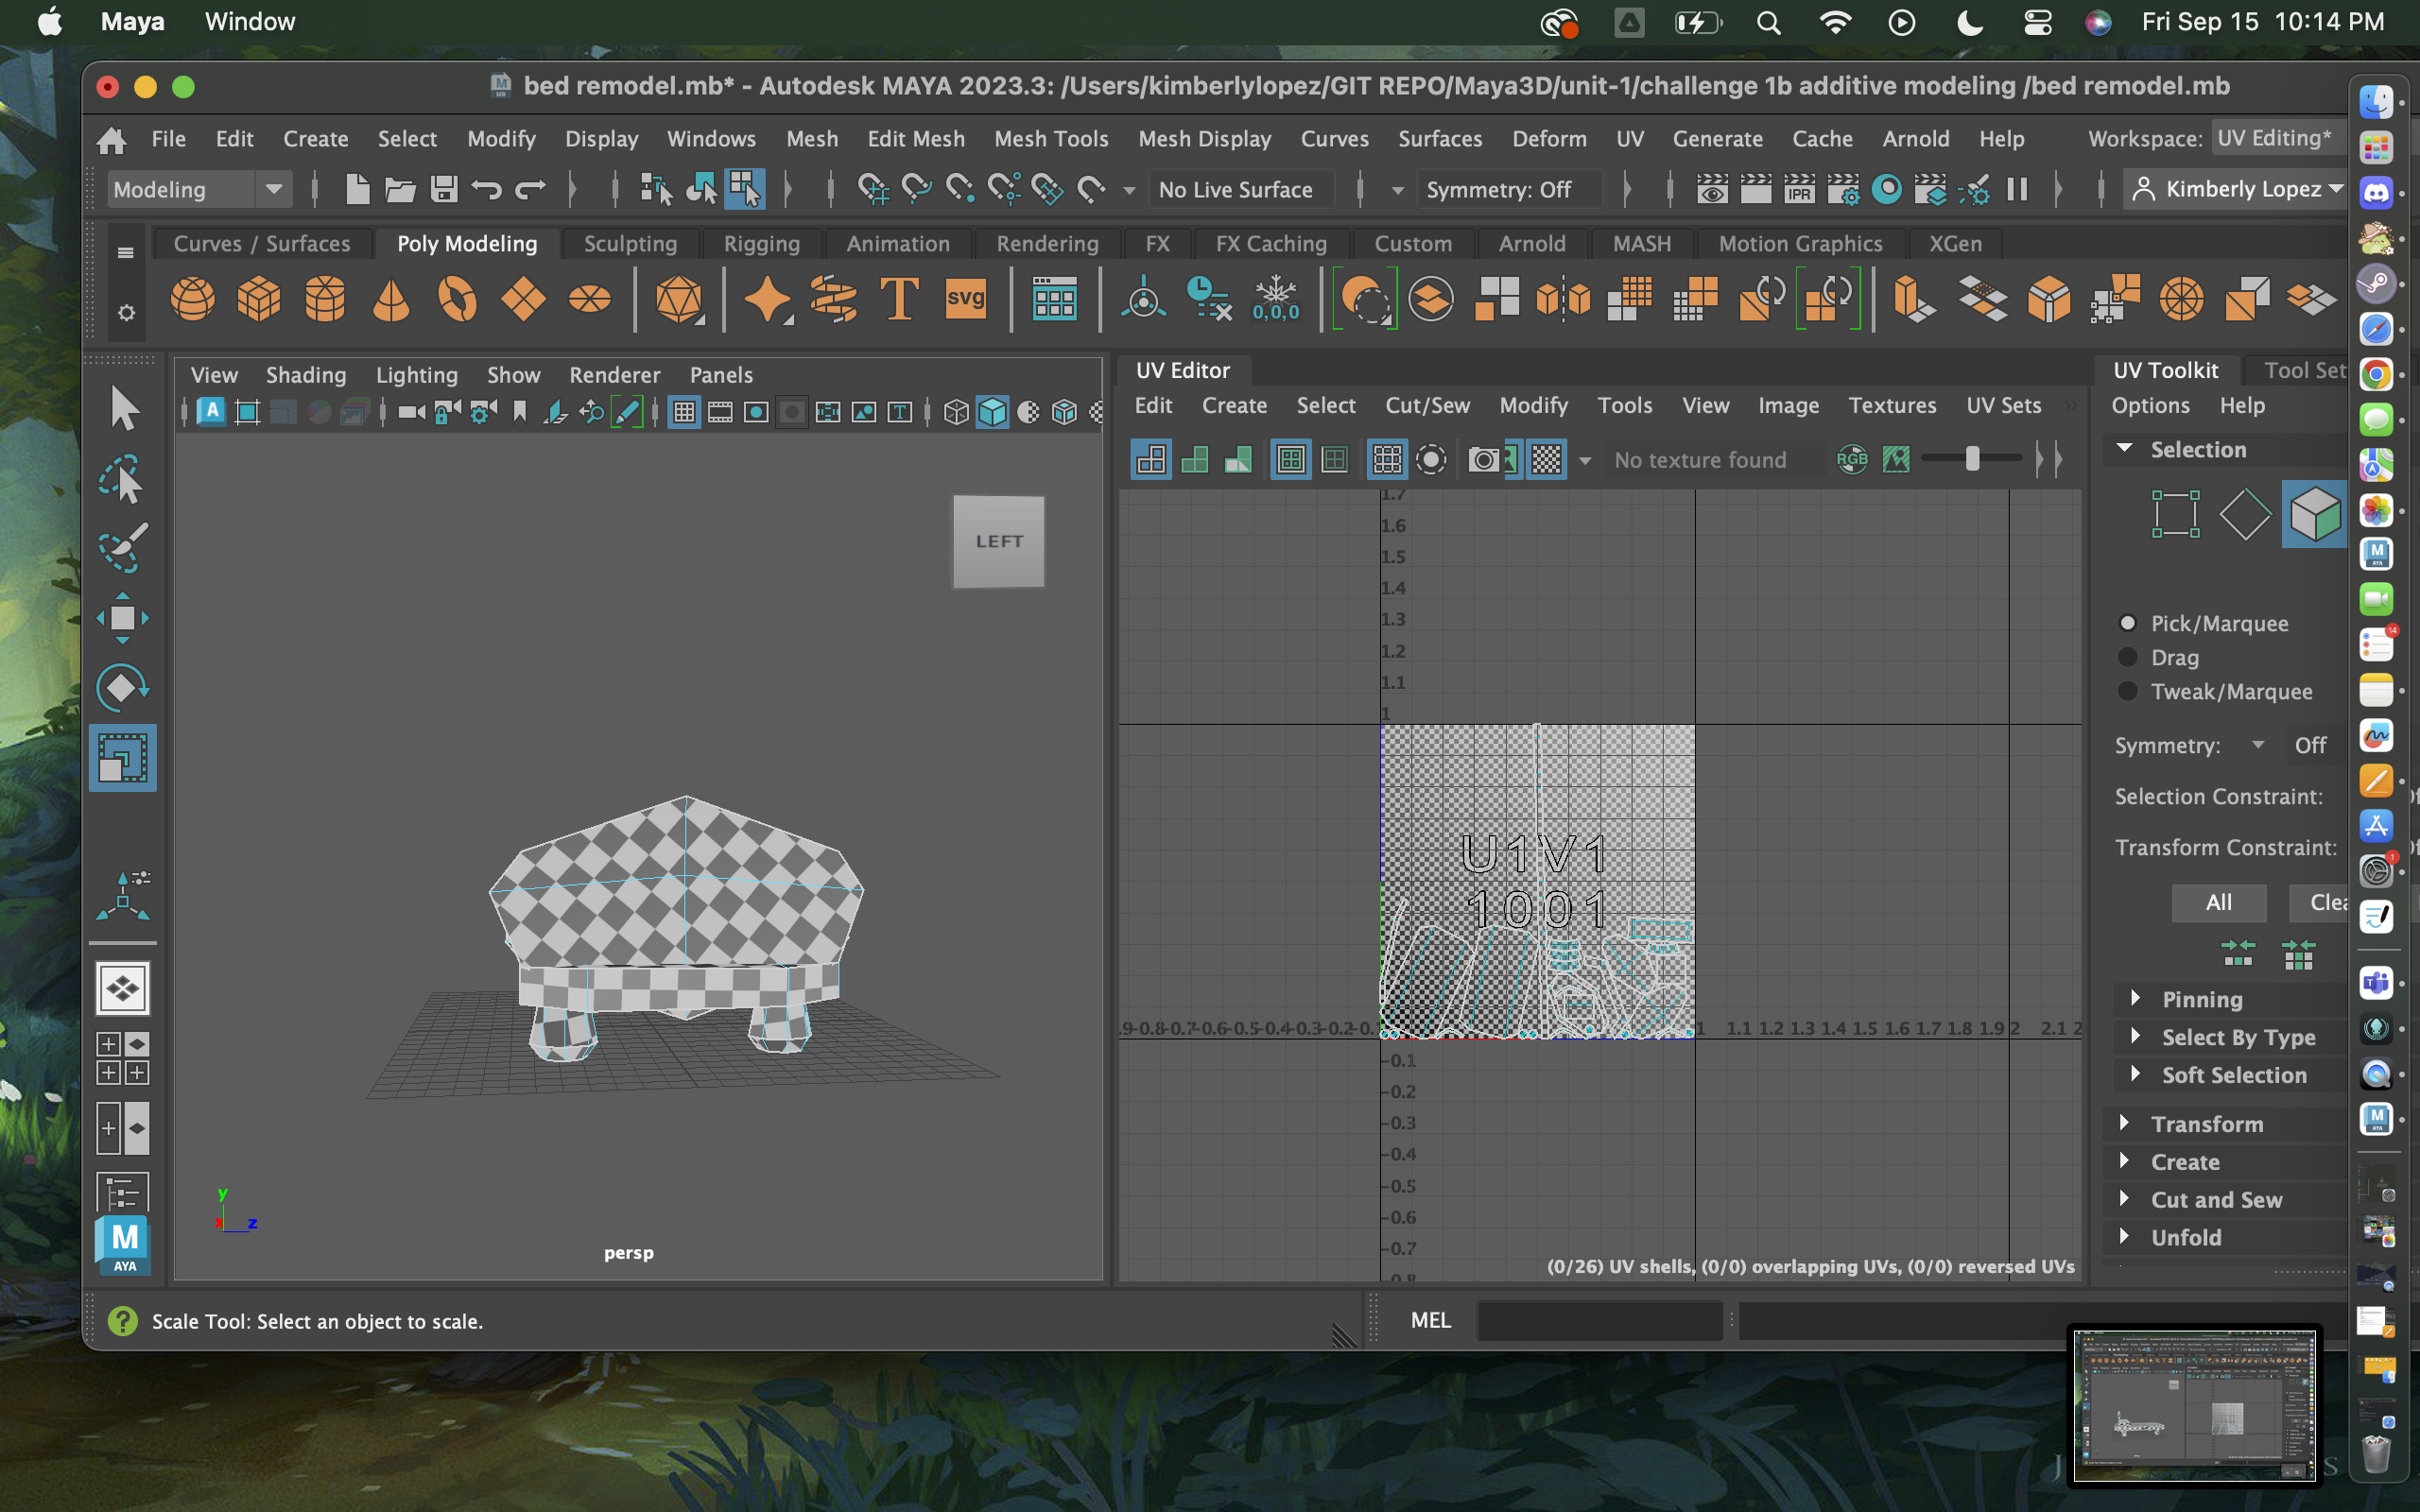 Maya Window Fri Sep 15 10:14 PM
bed remodel.mb* - Autodesk MAYA 2023.3: /Users/kimberlylopez/GIT REPO/Maya3D/unit-1/challenge 1b additive modeling /bed remodel.mb
File Edit Create Select Modify Display Windows Mesh Edit Mesh Mesh Tools Mesh Display Curves Surfaces Deform UV Generate Cache Arnold Help Workspace: UV Editing*
Modeling No Live Surface Symmetry: Off IPR Kimberly Lopez
Curves / Surfaces Poly Modeling Sculpting Rigging Animation Rendering FX FX Caching Custom Arnold MASH Motion Graphics XGen
T svg 0,0,0
View Shading Lighting Show Renderer Panels
UV Editor
UV Toolkit Tool Set
Edit Create Select Cut/Sew Modify Tools View Image Textures UV Sets
Options Help
No texture found RGB
Selection
LEFT
1.7
1.6
1.5
1.4
1.3
1.2
1.1
1
U1V1
1001
.9-0.8-0.7-0.6-0.5-0.4-0.3-0.2-0.1 1 1.1 1.2 1.3 1.4 1.5 1.6 1.7 1.8 1.9 2 2.1 2
-0.1
-0.2
-0.3
-0.4
-0.5
-0.6
-0.7
-0.8
(0/26) UV shells, (0/0) overlapping UVs, (0/0) reversed UVs
Pick/Marquee
Drag
Tweak/Marquee
Symmetry: Off
Selection Constraint: Of
Transform Constraint: Of
All Clea
Pinning
Select By Type
Soft Selection
Transform
Create
Cut and Sew
Unfold
y
x z
persp
M
AYA
Scale Tool: Select an object to scale.
MEL
14
1